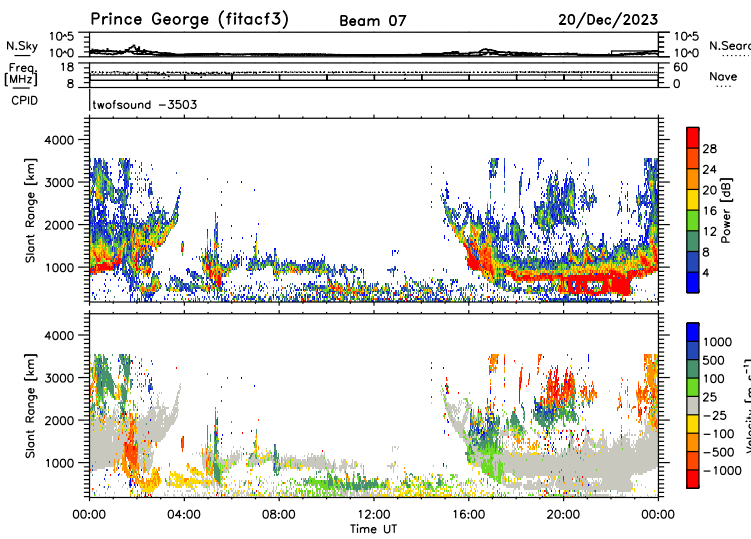 Prince George (fitacf3) Beam 07 20/Dec/2023
N.Sky 10^5 10^0 10^5 10^0 N.Sear
Freq [MHz] 18 8 60 0 Nave
CPID twofsound -3503
4000
3000
2000
1000
Slant Range [km]
28
24
20
16
12
8
4
Power [dB]
4000
3000
2000
1000
Slant Range [km]
1000
500
100
25
-25
-100
-500
-1000
Velocity [m s⁻¹]
00:00 04:00 08:00 12:00 16:00 20:00 00:00
Time UT